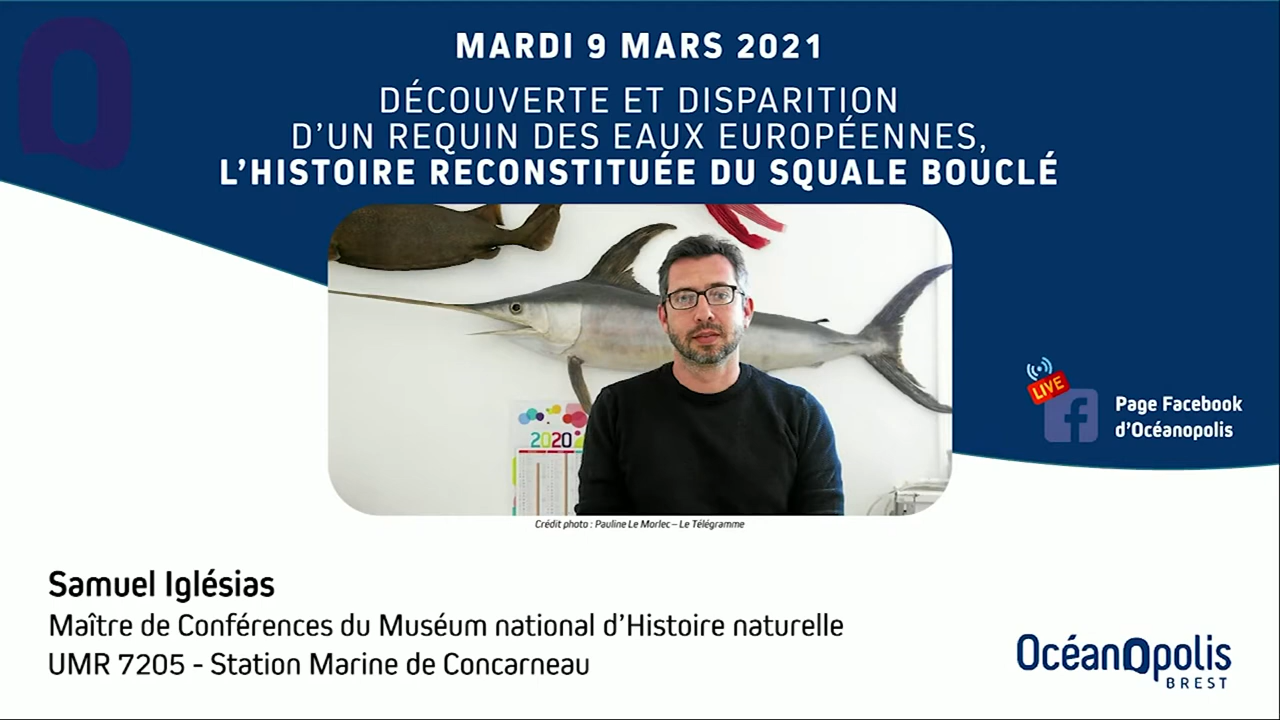 MARDI 9 MARS 2021
DÉCOUVERTE ET DISPARITION
D'UN REQUIN DES EAUX EUROPÉENNES,
L'HISTOIRE RECONSTITUÉE DU SQUALE BOUCLÉ
2020
LIVE
Page Facebook
d'Océanopolis
Crédit photo : Pauline Le Morlec – Le Télégramme
Samuel Iglésias
Maître de Conférences du Muséum national d'Histoire naturelle
UMR 7205 - Station Marine de Concarneau
OcéanOpolis
BREST